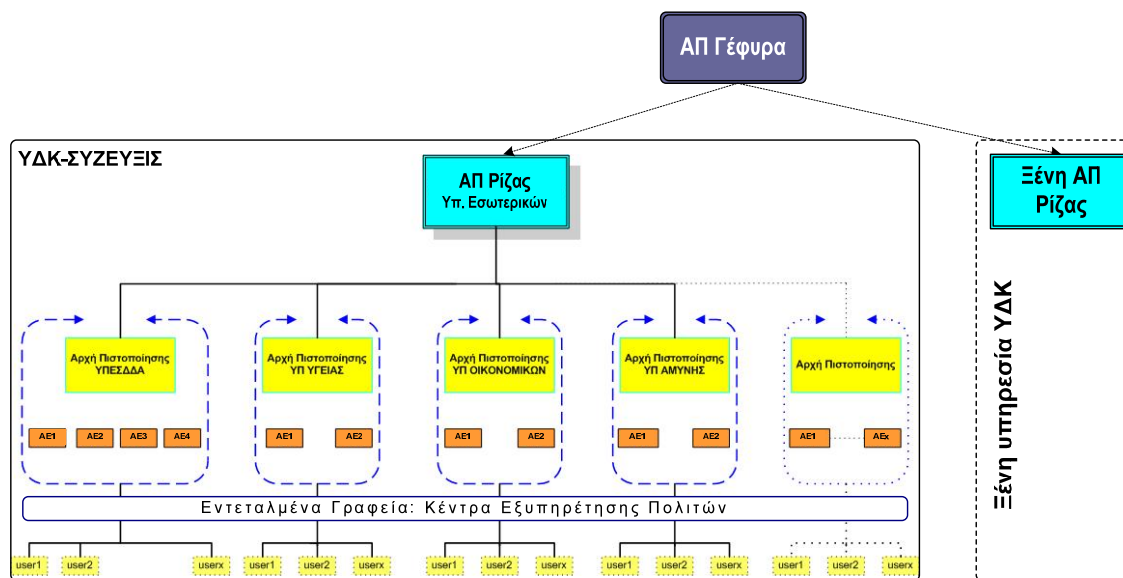 ΑΠ Γέφυρα
ΥΔΚ-ΣΥΖΕΥΞΙΣ
ΑΠ Ρίζας
Υπ. Εσωτερικών
Ξένη ΑΠ
Ρίζας
Ξένη υπηρεσία ΥΔΚ
Αρχή Πιστοποίησης
ΥΠΕΣΔΔΑ
Αρχή Πιστοποίησης
ΥΠ ΥΓΕΙΑΣ
Αρχή Πιστοποίησης
ΥΠ ΟΙΚΟΝΟΜΙΚΩΝ
Αρχή Πιστοποίησης
ΥΠ ΑΜΥΝΗΣ
Αρχή Πιστοποίησης
ΑΕ1 ΑΕ2 ΑΕ3 ΑΕ4 ΑΕ1 ΑΕ2 ΑΕ1 ΑΕ2 ΑΕ1 ΑΕ2 ΑΕ1 ΑΕx
Εντεταλμένα Γραφεία: Κέντρα Εξυπηρέτησης Πολιτών
user1 user2 userx user1 user2 userx user1 user2 userx user1 user2 userx user1 user2 userx